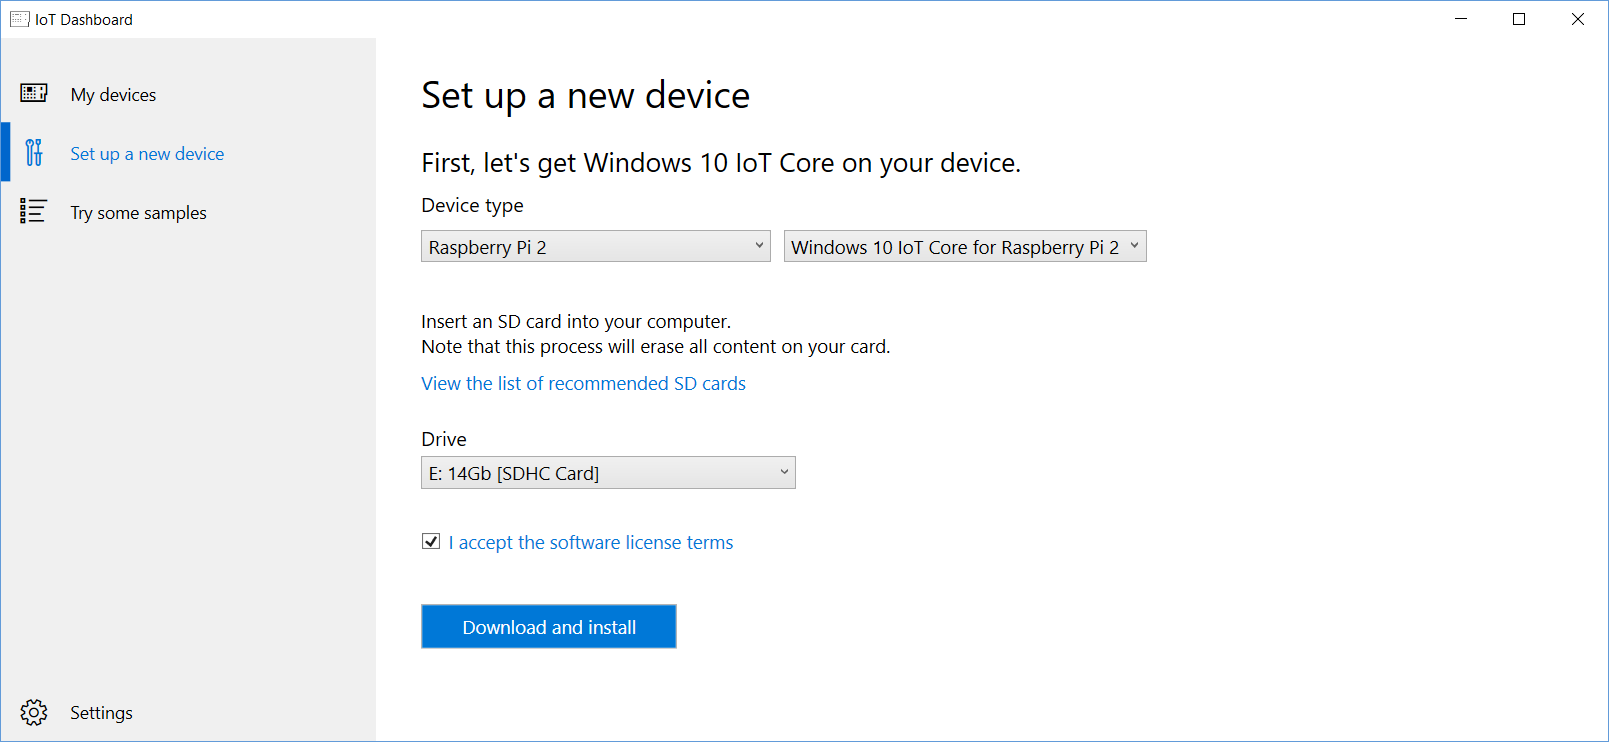 IoT Dashboard
My devices
Set up a new device
Try some samples
Settings
Set up a new device
First, let's get Windows 10 IoT Core on your device.
Device type
Raspberry Pi 2
Windows 10 IoT Core for Raspberry Pi 2
Insert an SD card into your computer.
Note that this process will erase all content on your card.
View the list of recommended SD cards
Drive
E: 14Gb [SDHC Card]
I accept the software license terms
Download and install